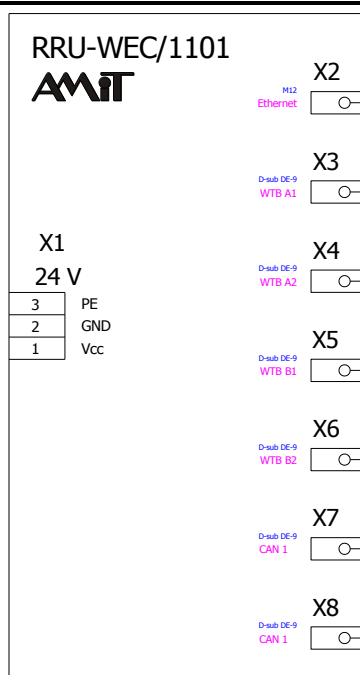 RRU-WEC/1101
AMiT
X2
M12
Ethernet
X3
D-sub DE-9
WTB A1
X1
24 V
3 PE
2 GND
1 Vcc
X4
D-sub DE-9
WTB A2
X5
D-sub DE-9
WTB B1
X6
D-sub DE-9
WTB B2
X7
D-sub DE-9
CAN 1
X8
D-sub DE-9
CAN 1